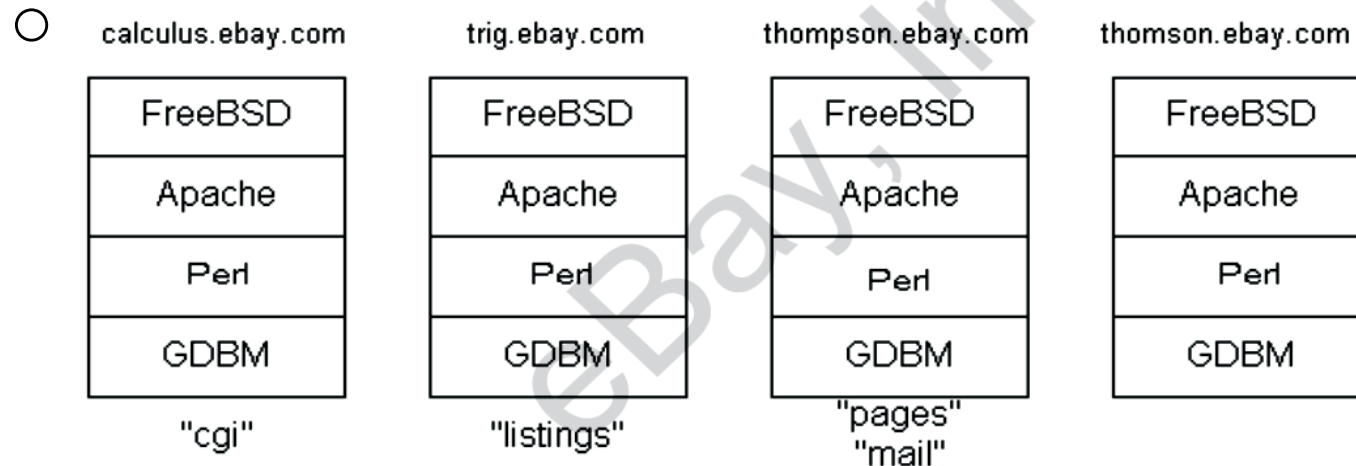 calculus.ebay.com trig.ebay.com thompson.ebay.com thomson.ebay.com
FreeBSD FreeBSD FreeBSD FreeBSD
Apache Apache Apache Apache
Perl Perl Perl Perl
GDBM GDBM GDBM GDBM
"cgi" "listings" "pages"
"mail"
eBay, In